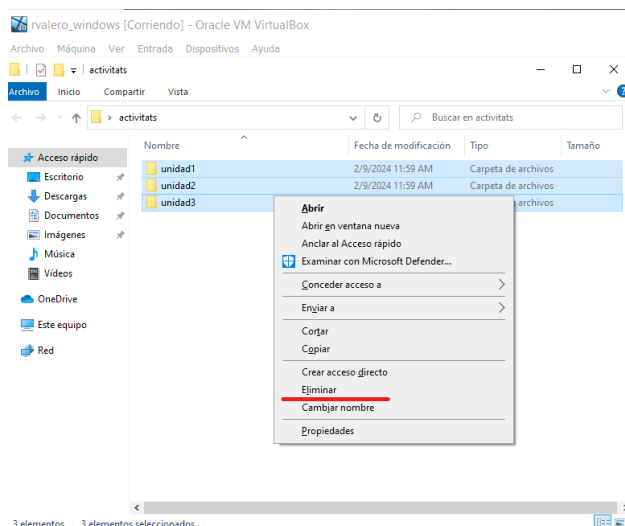 rvalero_windows [Corriendo] - Oracle VM VirtualBox
Archivo Máquina Ver Entrada Dispositivos Ayuda
activitats
Archivo Inicio Compartir Vista
activitats
Buscar en activitats
Nombre Fecha de modificación Tipo Tamaño
Acceso rápido
Escritorio
Descargas
Documentos
Imágenes
Música
Vídeos
OneDrive
Este equipo
Red
unidad1 2/9/2024 11:59 AM Carpeta de archivos
unidad2 2/9/2024 11:59 AM Carpeta de archivos
unidad3 archivos
Abrir
Abrir en ventana nueva
Anclar al Acceso rápido
Examinar con Microsoft Defender...
Conceder acceso a
Enviar a
Cortar
Copiar
Crear acceso directo
Eliminar
Cambiar nombre
Propiedades
3 elementos 3 elementos seleccionados